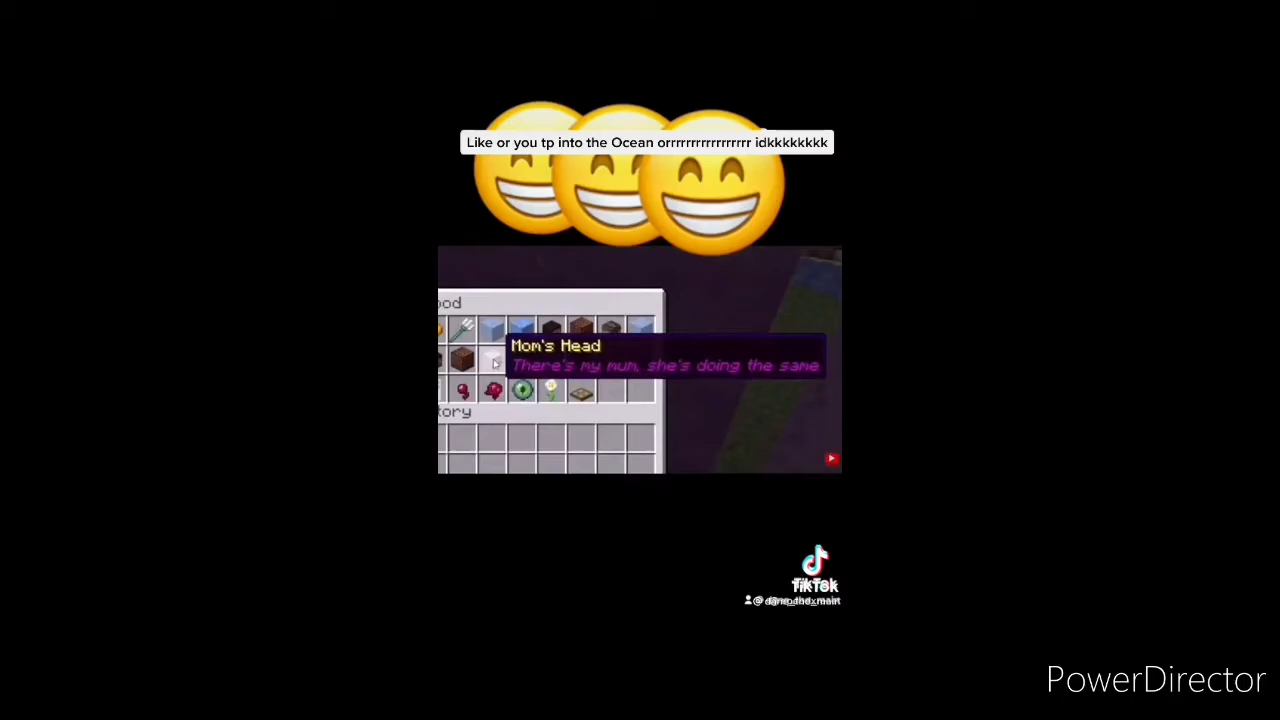 Like or you tp into the Ocean orrrrrrrrrrrrrrrrr idkkkkkkkk
ood
Mom's Head
There's my mum, she's doing the same
tory
TikTok
PowerDirector